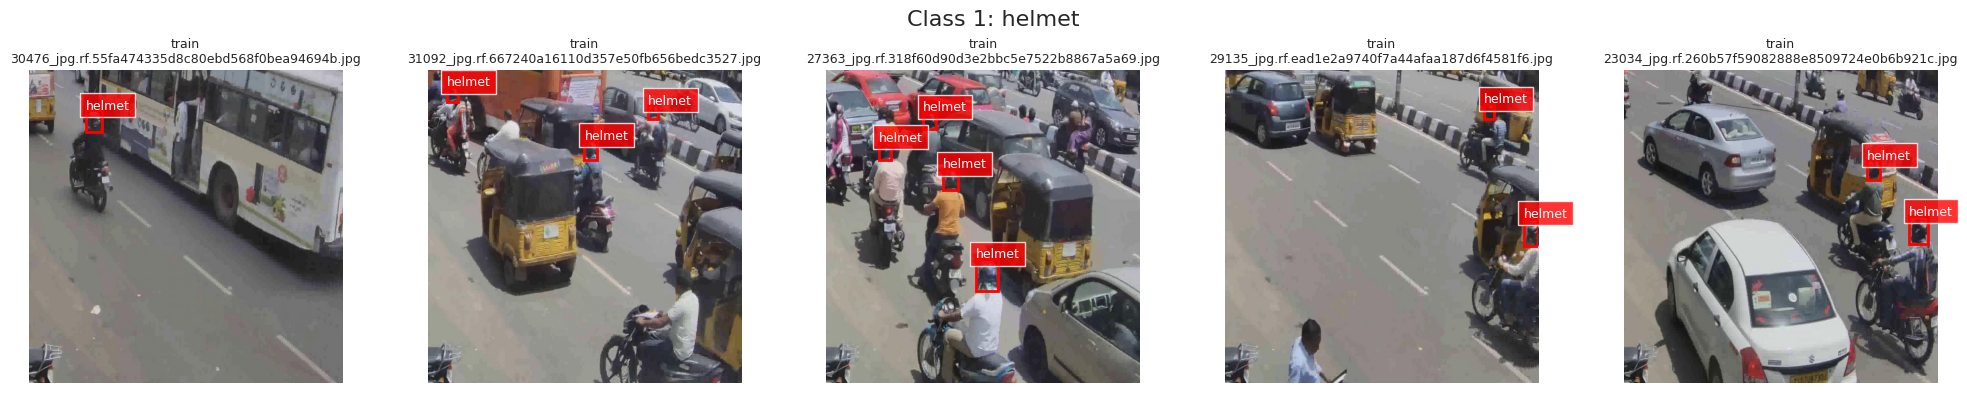 Class 1: helmet
train
30476_jpg.rf.55fa474335d8c80ebd568f0bea94694b.jpg
train
31092_jpg.rf.667240a16110d357e50fb656bedc3527.jpg
train
27363_jpg.rf.318f60d90d3e2bbc5e7522b8867a5a69.jpg
train
29135_jpg.rf.ead1e2a9740f7a44afaa187d6f4581f6.jpg
train
23034_jpg.rf.260b57f59082888e8509724e0b6b921c.jpg
helmet
helmet
helmet
helmet
helmet
helmet
helmet
helmet
helmet
helmet
helmet
helmet